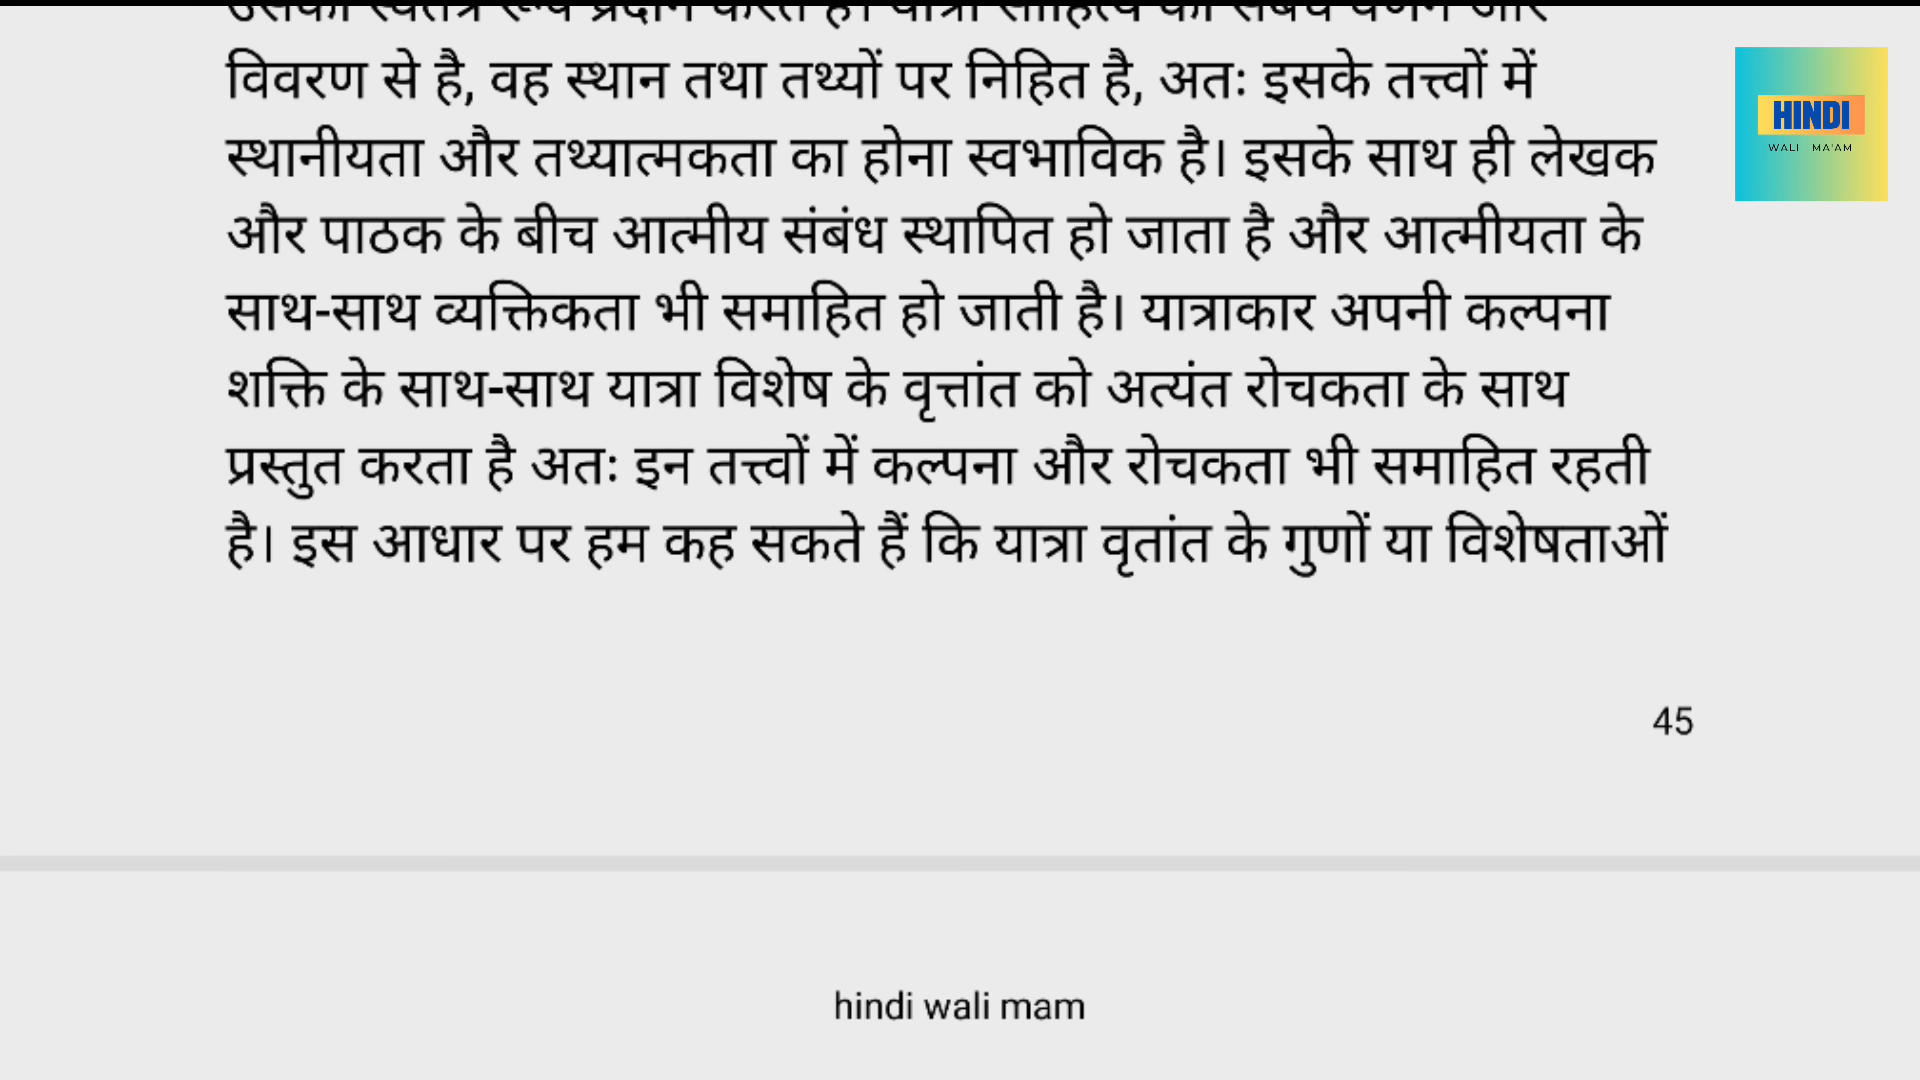 विवरण से है, वह स्थान तथा तथ्यों पर निहित है, अतः इसके तत्त्वों में
स्थानीयता और तथ्यात्मकता का होना स्वभाविक है। इसके साथ ही लेखक
और पाठक के बीच आत्मीय संबंध स्थापित हो जाता है और आत्मीयता के
साथ-साथ व्यक्तिकता भी समाहित हो जाती है। यात्राकार अपनी कल्पना
शक्ति के साथ-साथ यात्रा विशेष के वृत्तांत को अत्यंत रोचकता के साथ
प्रस्तुत करता है अतः इन तत्त्वों में कल्पना और रोचकता भी समाहित रहती
है। इस आधार पर हम कह सकते हैं कि यात्रा वृतांत के गुणों या विशेषताओं
HINDI
WALI MA'AM
45
hindi wali mam